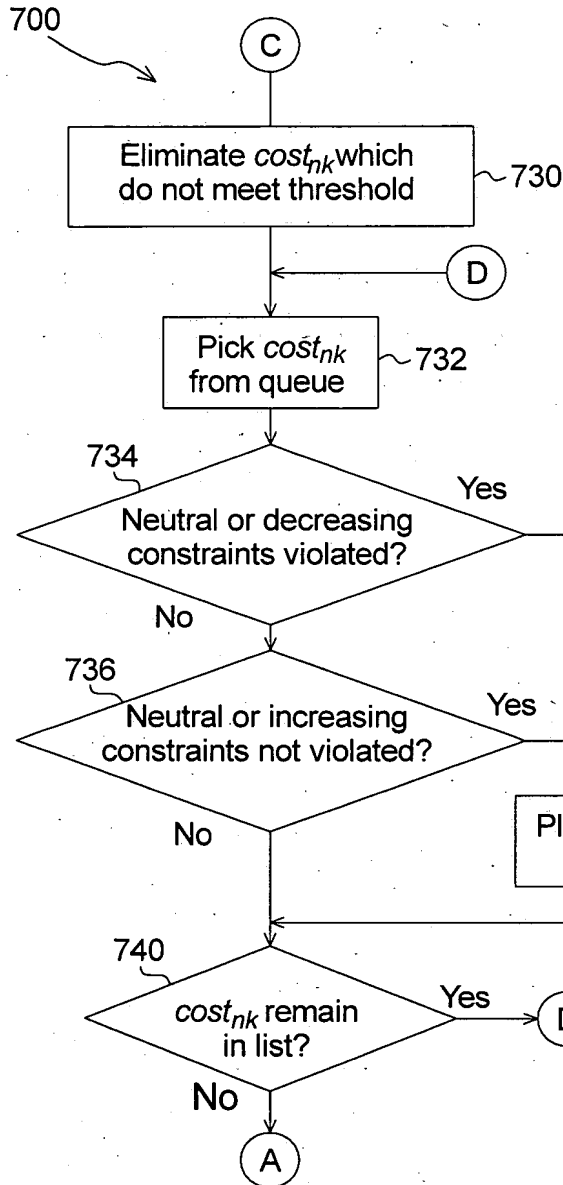 700
C
Eliminate cost_nk which
do not meet threshold
730
D
Pick cost_nk
from queue
732
734
Yes
Neutral or decreasing
constraints violated?
No
736
Yes
Neutral or increasing
constraints not violated?
No
Pl
740
Yes
cost_nk remain
in list?
No
A